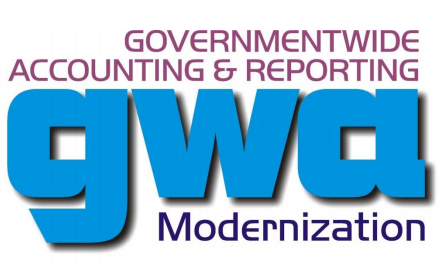 GOVERNMENTWIDE
ACCOUNTING & REPORTING
gwa
Modernization